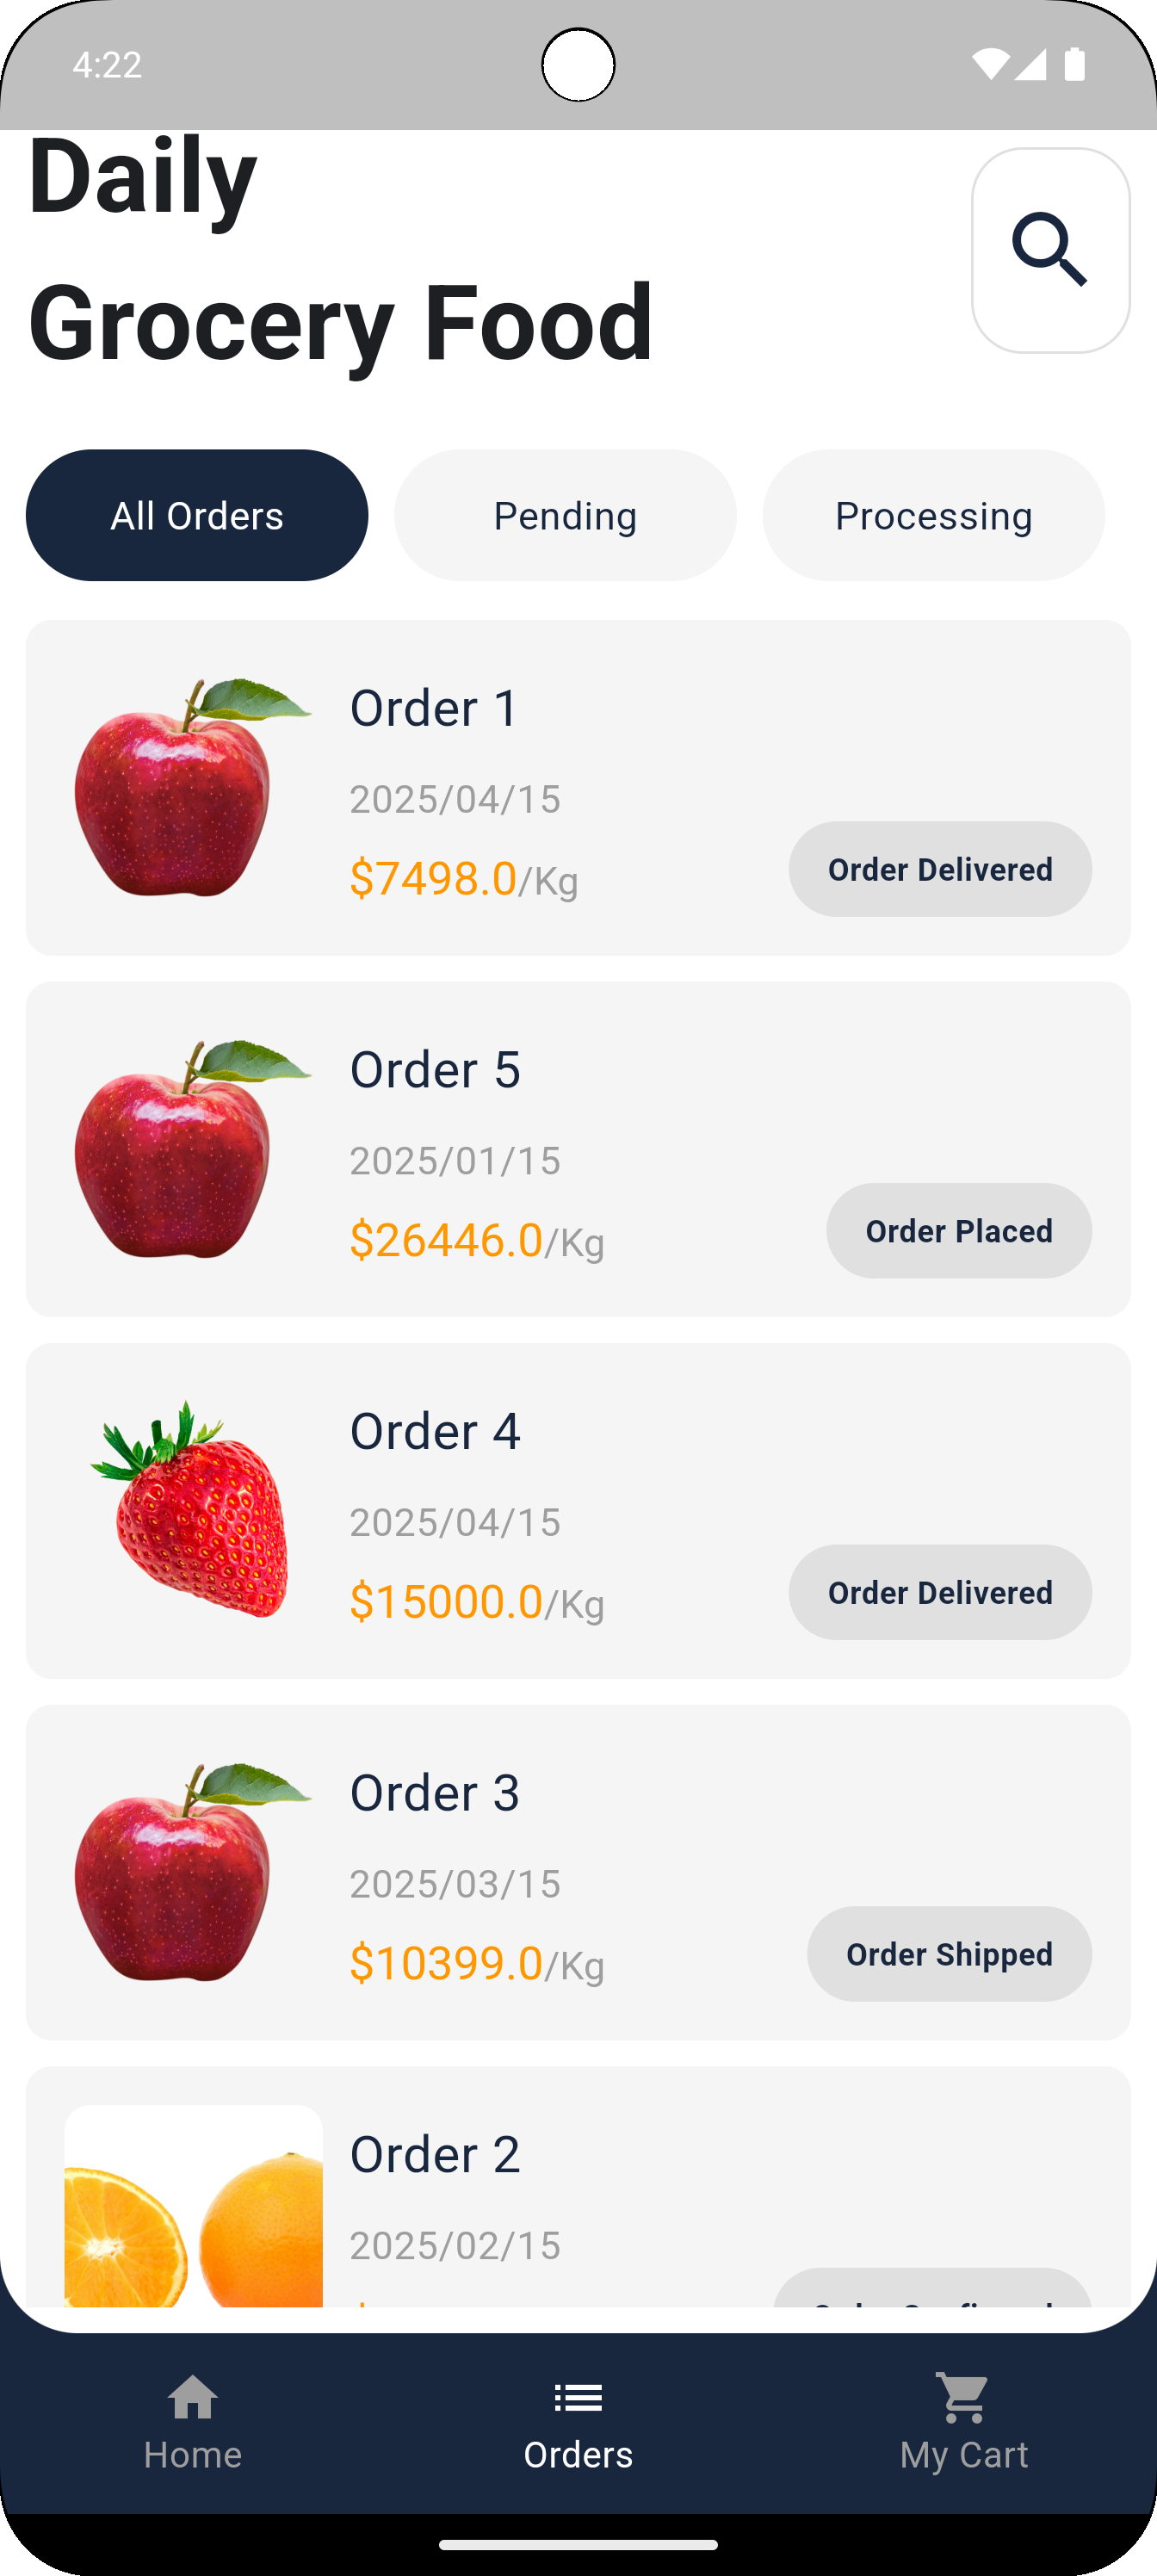 4:22
Daily
Grocery Food
All Orders
Pending
Processing
Order 1
2025/04/15
$7498.0/Kg
Order Delivered
Order 5
2025/01/15
$26446.0/Kg
Order Placed
Order 4
2025/04/15
$15000.0/Kg
Order Delivered
Order 3
2025/03/15
$10399.0/Kg
Order Shipped
Order 2
2025/02/15
Home
Orders
My Cart